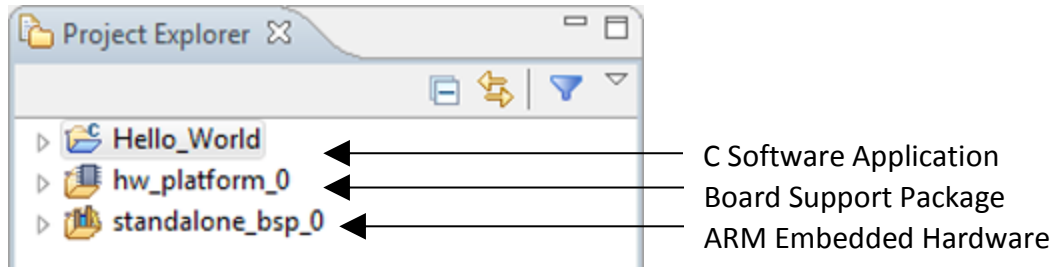 Project Explorer
Hello_World
hw_platform_0
standalone_bsp_0
C Software Application
Board Support Package
ARM Embedded Hardware